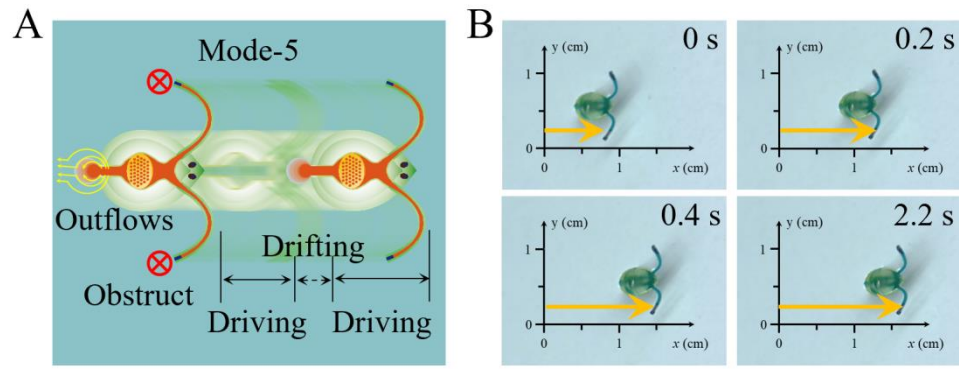 A
Mode-5
Outflows
Obstruct
Drifting
Driving
Driving
B
0 s
y (cm)
1
0
0
1
x (cm)
0.2 s
y (cm)
1
0
0
1
x (cm)
0.4 s
y (cm)
1
0
0
1
x (cm)
2.2 s
y (cm)
1
0
0
1
x (cm)